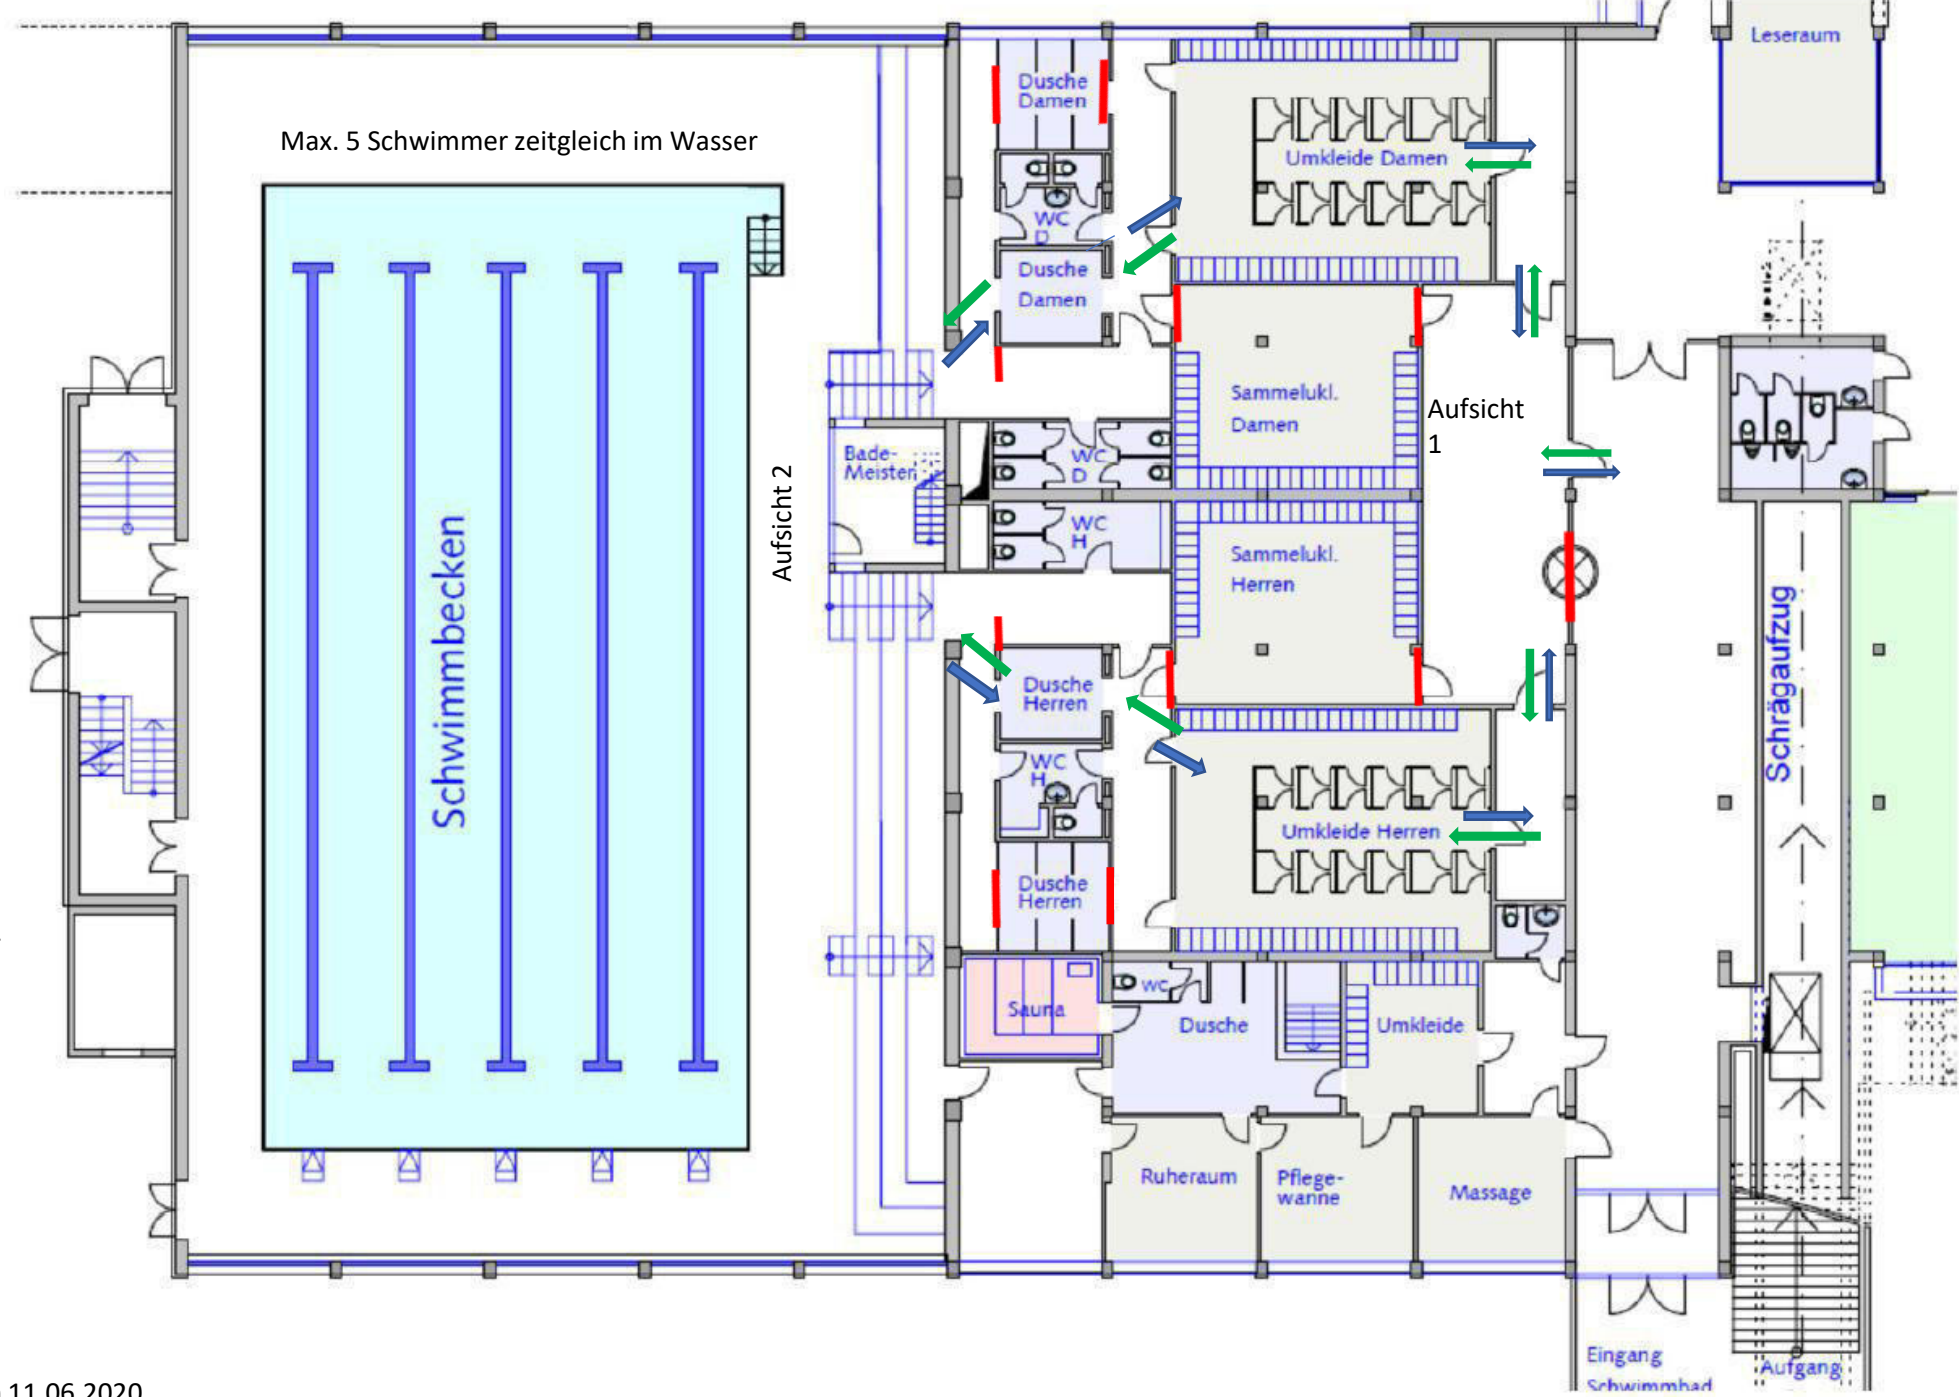 Leseraum
Dusche
Damen
Max. 5 Schwimmer zeitgleich im Wasser
Umkleide Damen
WC
D
Dusche
Damen
Sammelukl.
Damen
Aufsicht
1
Bade-
Meister
WC
D
Aufsicht 2
Schwimmbecken
WC
H
Sammelukl.
Herren
Schrägaufzug
Dusche
Herren
WC
H
Umkleide Herren
Dusche
Herren
WC
Sauna
Dusche
Umkleide
Ruheraum
Pflege-
wanne
Massage
Eingang
Schwimmbad
Aufgang
11.06.2020